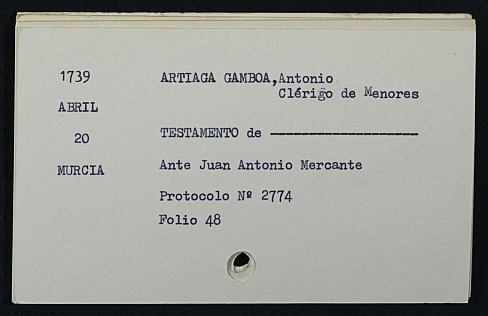 1739 ARTIAGA GAMBOA,Antonio
Clérigo de Menores
ABRIL
20 TESTAMENTO de -------------------
MURCIA Ante Juan Antonio Mercante
Protocolo Nº 2774
Folio 48